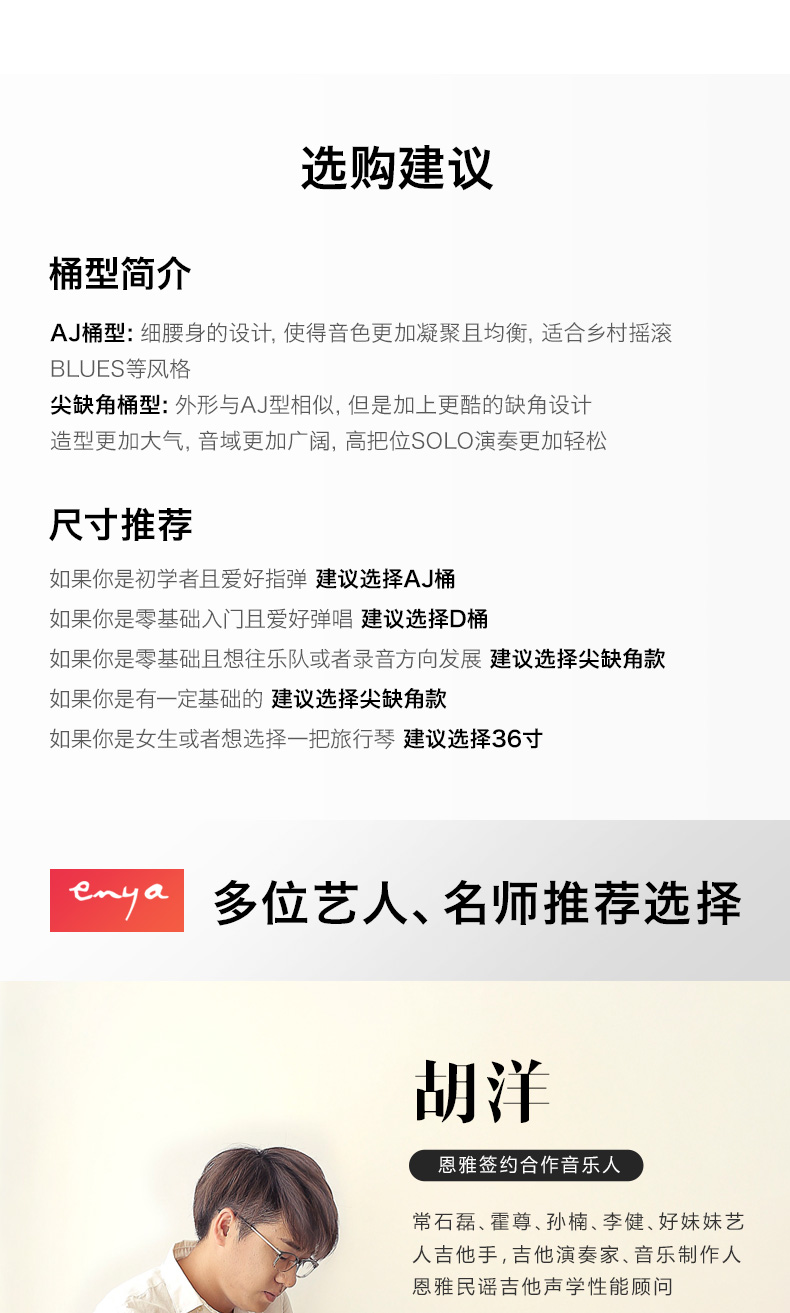 选购建议
桶型简介
AJ桶型: 细腰身的设计, 使得音色更加凝聚且均衡, 适合乡村摇滚
BLUES等风格
尖缺角桶型: 外形与AJ型相似, 但是加上更酷的缺角设计
造型更加大气, 音域更加广阔, 高把位SOLO演奏更加轻松
尺寸推荐
如果你是初学者且爱好指弹 建议选择AJ桶
如果你是零基础入门且爱好弹唱 建议选择D桶
如果你是零基础且想往乐队或者录音方向发展 建议选择尖缺角款
如果你是有一定基础的 建议选择尖缺角款
如果你是女生或者想选择一把旅行琴 建议选择36寸
enya 多位艺人、名师推荐选择
胡洋
恩雅签约合作音乐人
常石磊、霍尊、孙楠、李健、好妹妹艺
人吉他手, 吉他演奏家、音乐制作人
恩雅民谣吉他声学性能顾问